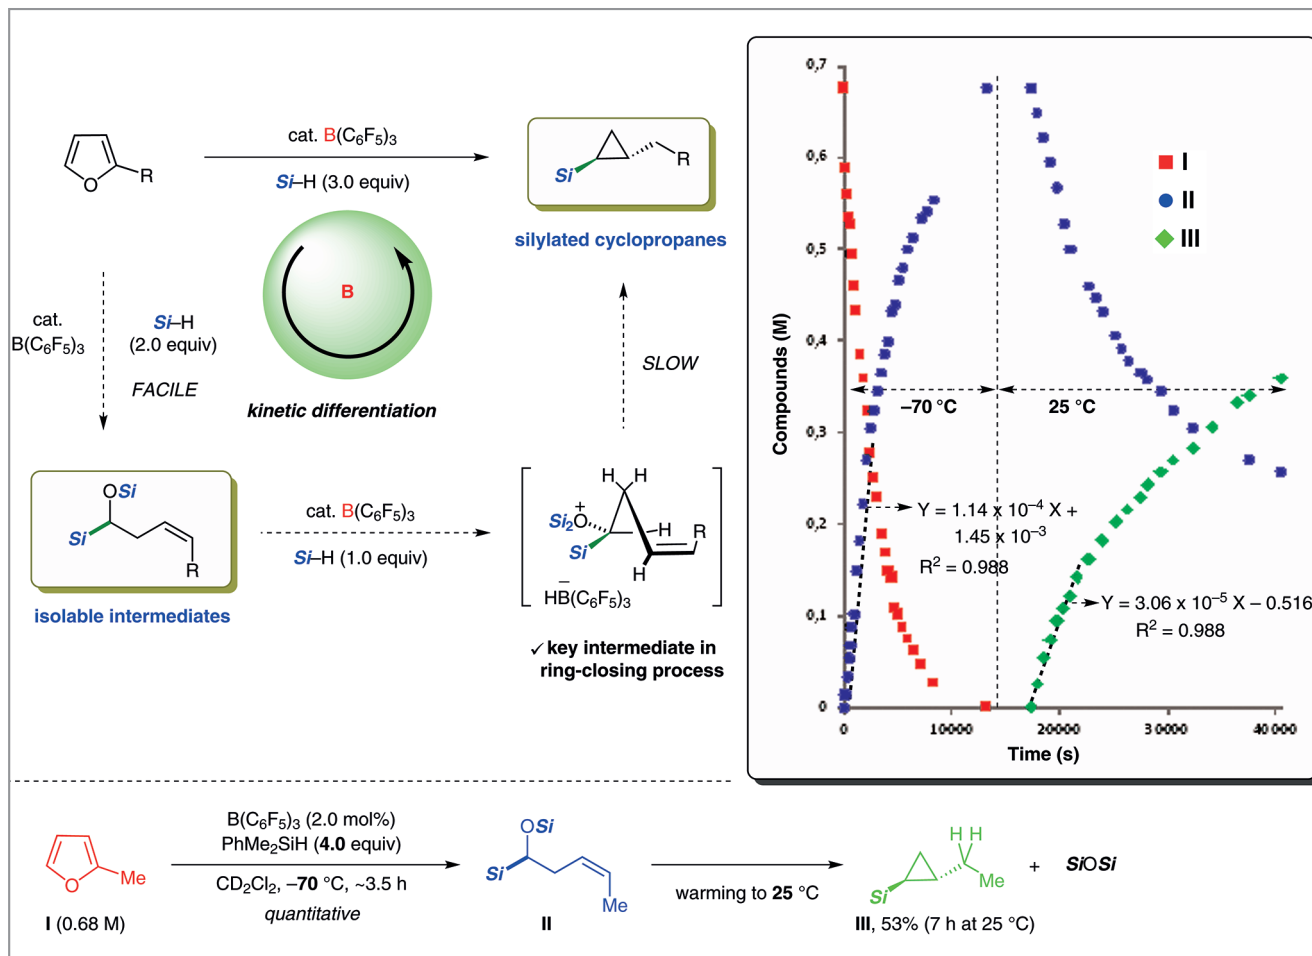 cat. B(C6F5)3
Si–H (3.0 equiv)
O
R
Si
R
silylated cyclopropanes
B
kinetic differentiation
cat.
B(C6F5)3
Si–H
(2.0 equiv)
FACILE
SLOW
OSi
Si
R
isolable intermediates
cat. B(C6F5)3
Si–H (1.0 equiv)
H H
Si2 O +
Si
H
R
H
HB(C6F5)3 –
✓ key intermediate in
ring-closing process
0,7
0,6
0,5
0,4
0,3
0,2
0,1
0
Compounds (M)
I
II
III
–70 °C
25 °C
Y = 1.14 x 10–4 X +
1.45 x 10–3
R2 = 0.988
Y = 3.06 x 10–5 X – 0.516
R2 = 0.988
0 10000 20000 30000 40000
Time (s)
O
Me
I (0.68 M)
B(C6F5)3 (2.0 mol%)
PhMe2SiH (4.0 equiv)
CD2Cl2, –70 °C, ~3.5 h
quantitative
OSi
Si
Me
II
warming to 25 °C
H H
Me
Si
III, 53% (7 h at 25 °C)
+ SiOSi